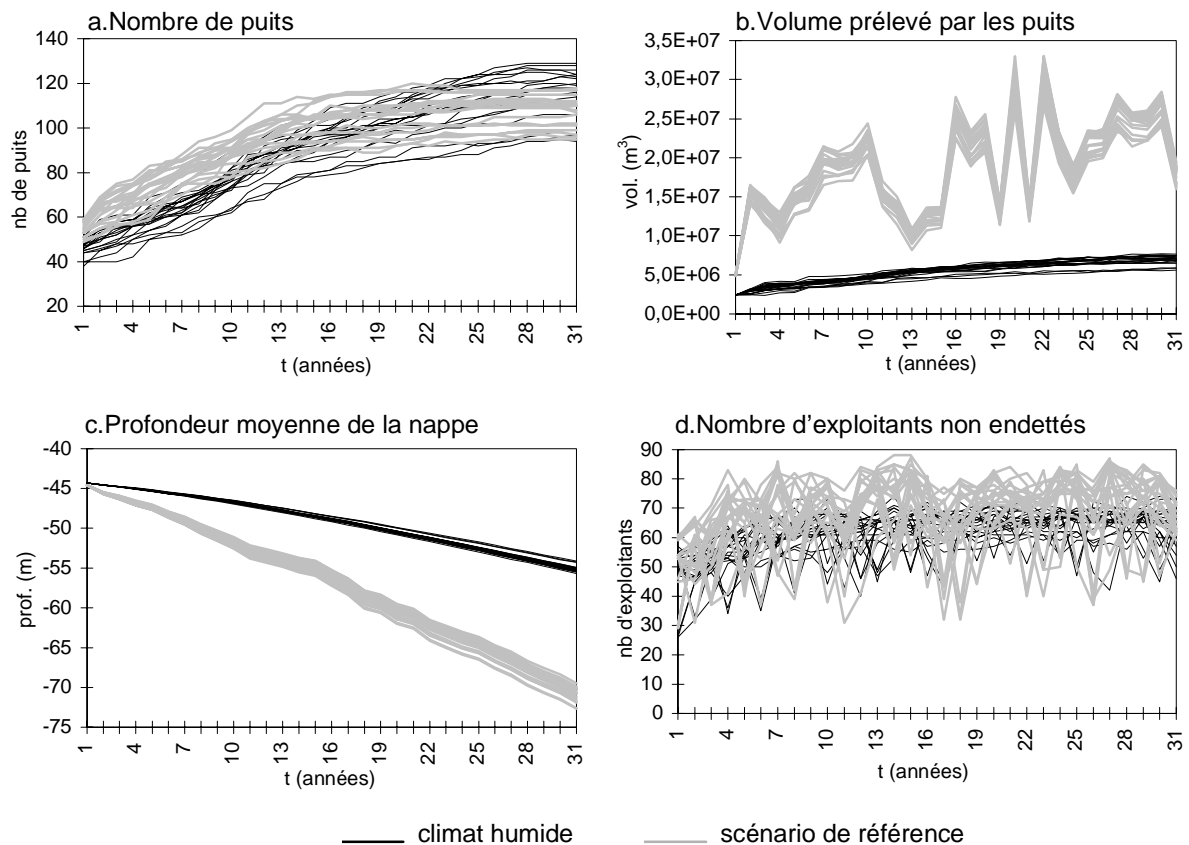 a.Nombre de puits
140
120
100
80
60
40
20
nb de puits
1 4 7 10 13 16 19 22 25 28 31
t (années)
b.Volume prélevé par les puits
3,5E+07
3,0E+07
2,5E+07
2,0E+07
1,5E+07
1,0E+07
5,0E+06
0,0E+00
vol. (m³)
1 4 7 10 13 16 19 22 25 28 31
t (années)
c.Profondeur moyenne de la nappe
-40
-45
-50
-55
-60
-65
-70
-75
prof. (m)
1 4 7 10 13 16 19 22 25 28 31
t (années)
d.Nombre d'exploitants non endettés
90
80
70
60
50
40
30
20
10
0
nb d'exploitants
1 4 7 10 13 16 19 22 25 28 31
t (années)
climat humide
scénario de référence